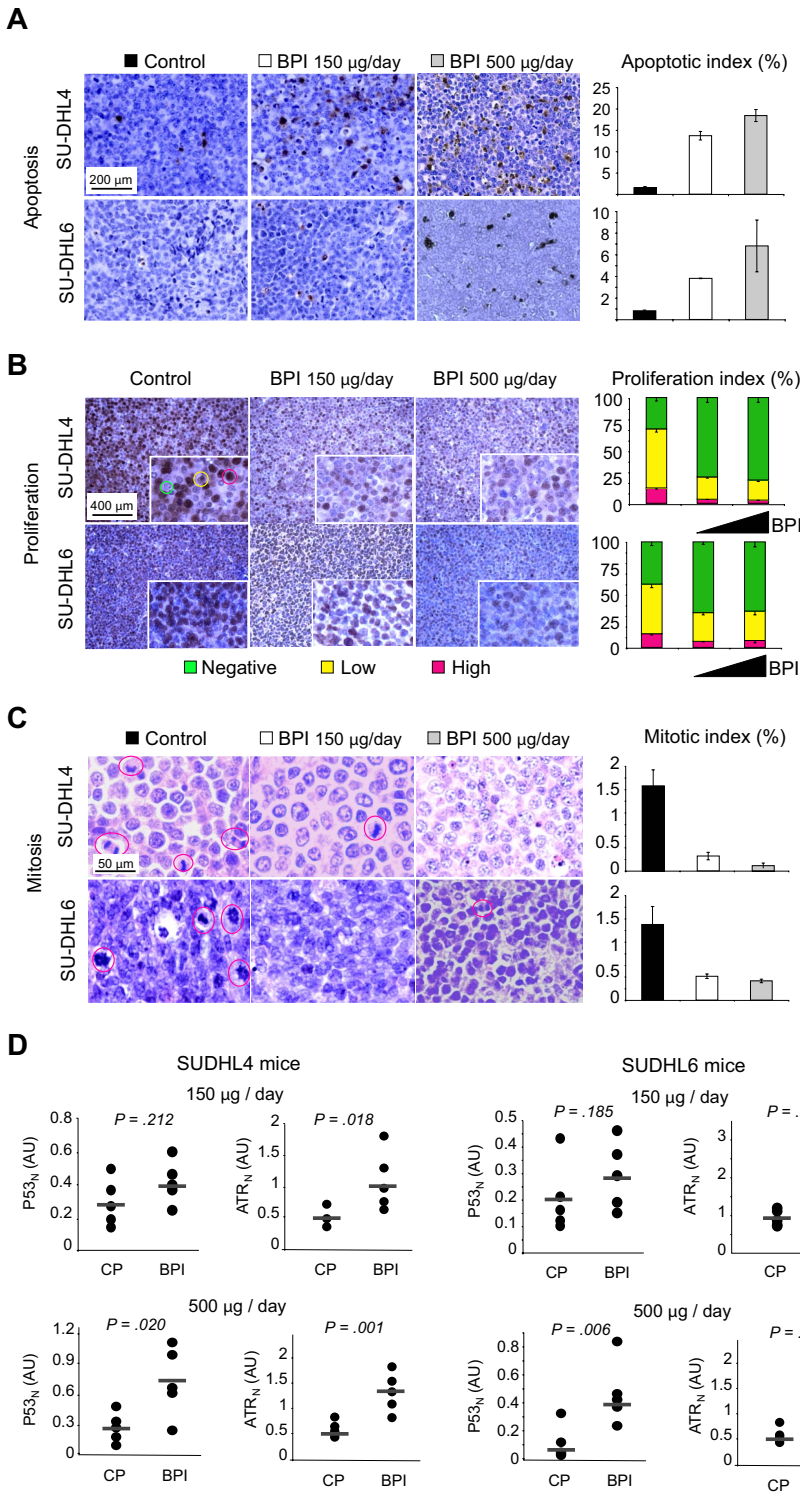 A
Control BPI 150 µg/day BPI 500 µg/day Apoptotic index (%)
Apoptosis
SU-DHL4
200 µm
25
20
15
10
5
SU-DHL6
10
8
6
4
2
B
Control BPI 150 µg/day BPI 500 µg/day Proliferation index (%)
Proliferation
SU-DHL4
400 µm
100
75
50
25
0
BPI
SU-DHL6
100
75
50
25
0
BPI
Negative Low High
C
Control BPI 150 µg/day BPI 500 µg/day Mitotic index (%)
Mitosis
SU-DHL4
50 µm
2
1.5
1
0.5
0
SU-DHL6
2
1.5
1
0.5
0
D
SUDHL4 mice
150 µg / day
P53N (AU)
P = .212
0.8
0.6
0.4
0.2
0
CP BPI
ATRN (AU)
P = .018
2
1.5
1
0.5
0
CP BPI
500 µg / day
P53N (AU)
P = .020
1.2
0.9
0.6
0.3
0
CP BPI
ATRN (AU)
P = .001
2
1.5
1
0.5
0
CP BPI
SUDHL6 mice
150 µg / day
P53N (AU)
P = .185
0.5
0.4
0.3
0.2
0.1
0
CP BPI
ATRN (AU)
P = .
3
2
1
0
CP
500 µg / day
P53N (AU)
P = .006
0.8
0.6
0.4
0.2
0
CP BPI
ATRN (AU)
P = .
2
1.5
1
0.5
0
CP